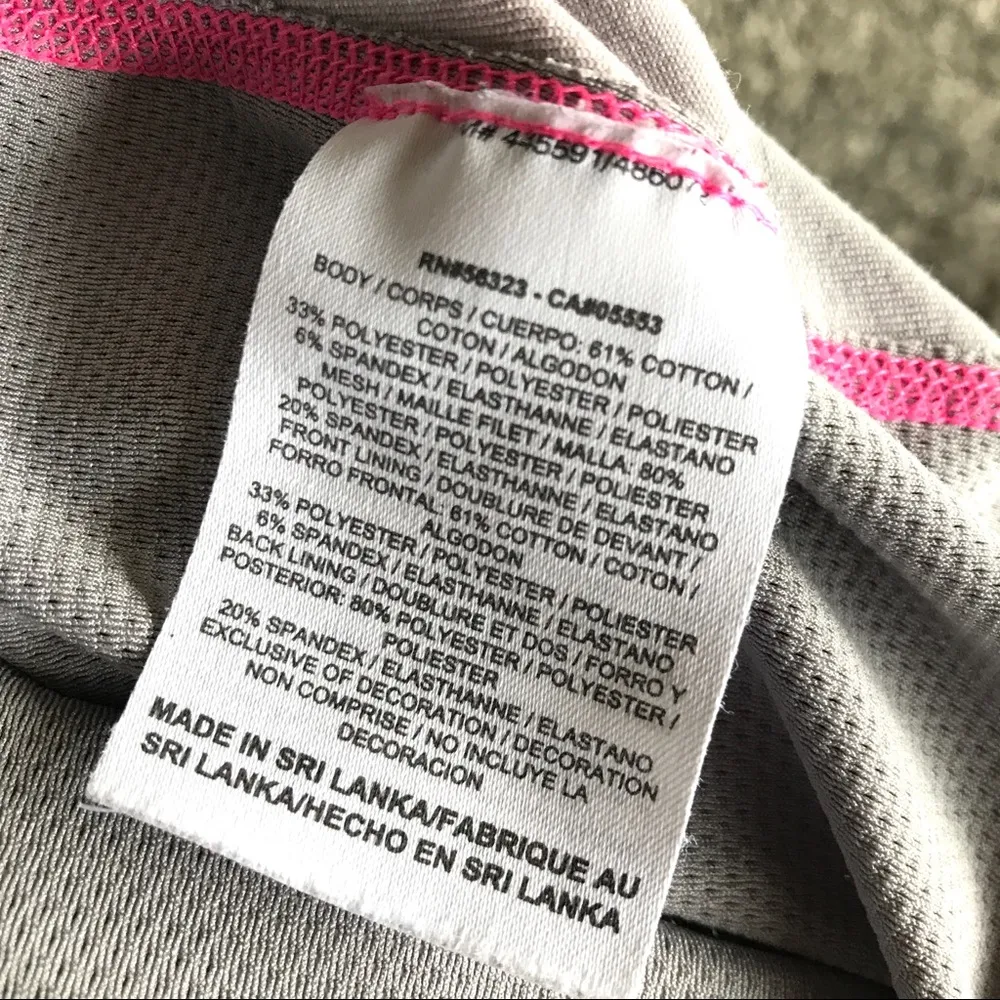 RN#56323 - CA#05553
BODY / CORPS / CUERPO: 61% COTTON /
COTON / ALGODON
33% POLYESTER / POLYESTER / POLIESTER
6% SPANDEX / ELASTHANNE / ELASTANO
MESH / MAILLE FILET / MALLA: 80%
POLYESTER / POLYESTER / POLIESTER
20% SPANDEX / ELASTHANNE / ELASTANO
FRONT LINING / DOUBLURE DE DEVANT /
FORRO FRONTAL: 61% COTTON / COTON /
ALGODON
33% POLYESTER / POLYESTER / POLIESTER
6% SPANDEX / ELASTHANNE / ELASTANO
BACK LINING / DOUBLURE ET DOS / FORRO Y
POSTERIOR: 80% POLYESTER / POLYESTER /
POLIESTER
20% SPANDEX / ELASTHANNE / ELASTANO
EXCLUSIVE OF DECORATION / DECORATION
NON COMPRISE / NO INCLUYE LA
DECORACION
MADE IN SRI LANKA/FABRIQUE AU
SRI LANKA/HECHO EN SRI LANKA